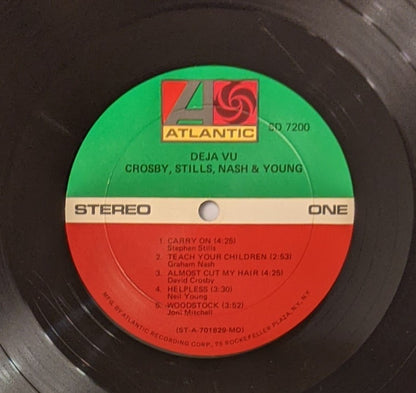 A
ATLANTIC
SD 7200
DEJA VU
CROSBY, STILLS, NASH & YOUNG
STEREO ONE
1. CARRY ON (4:25)
Stephen Stills
2. TEACH YOUR CHILDREN (2:53)
Graham Nash
3. ALMOST CUT MY HAIR (4:25)
David Crosby
4. HELPLESS (3:30)
Neil Young
5. WOODSTOCK (3:52)
Joni Mitchell
(ST-A-701829-MO)
MFG. BY ATLANTIC RECORDING CORP., 75 ROCKEFELLER PLAZA, N.Y., N.Y.